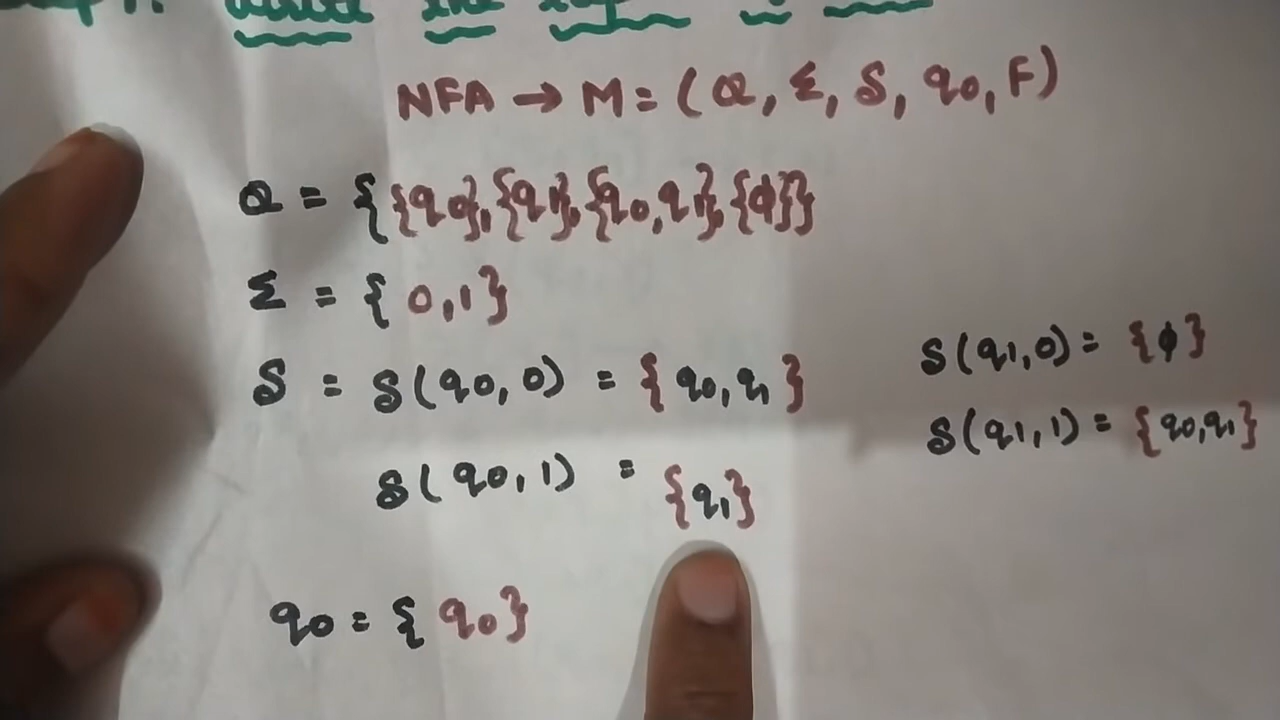 NFA → M = (Q, Σ, δ, q0, F)
Q = {{q0},{q1},{q0,q1},{ϕ}}
Σ = {0,1}
δ = δ(q0,0) = {q0,q1}
δ(q0,1) = {q1}
q0 = {q0}
δ(q1,0) = {ϕ}
δ(q1,1) = {q0,q1}